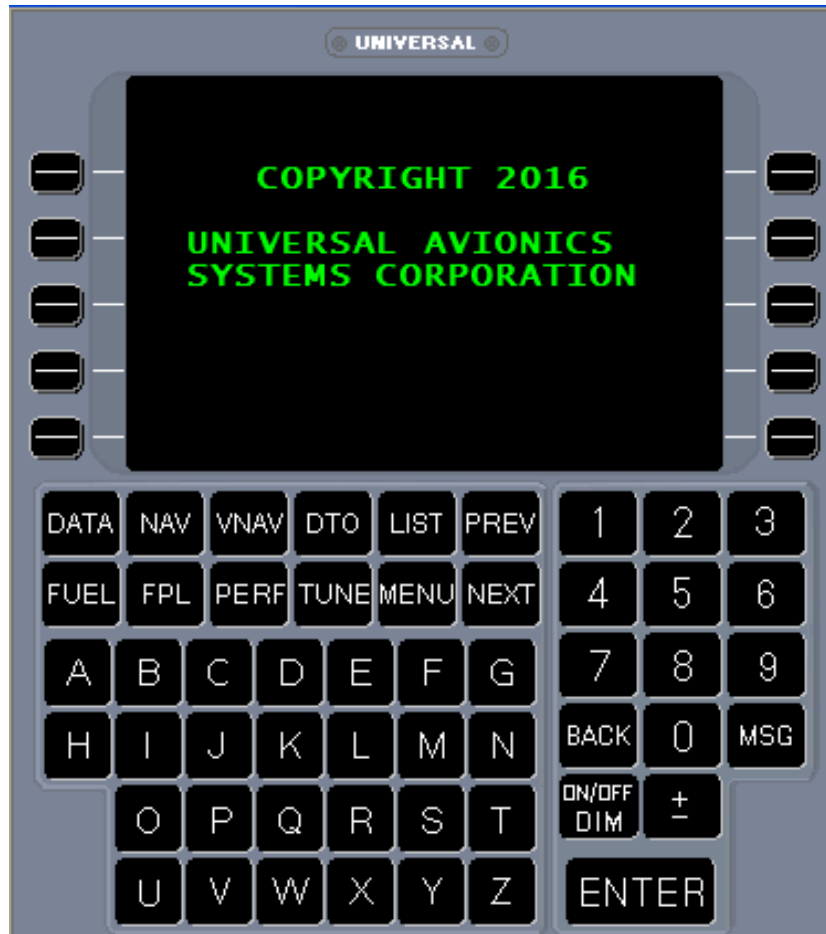 UNIVERSAL
COPYRIGHT 2016
UNIVERSAL AVIONICS
SYSTEMS CORPORATION
DATA NAV VNAV DTO LIST PREV
FUEL FPL PERF TUNE MENU NEXT
A B C D E F G
H I J K L M N
O P Q R S T
U V W X Y Z
1 2 3
4 5 6
7 8 9
BACK 0 MSG
ON/OFF
DIM ±
ENTER